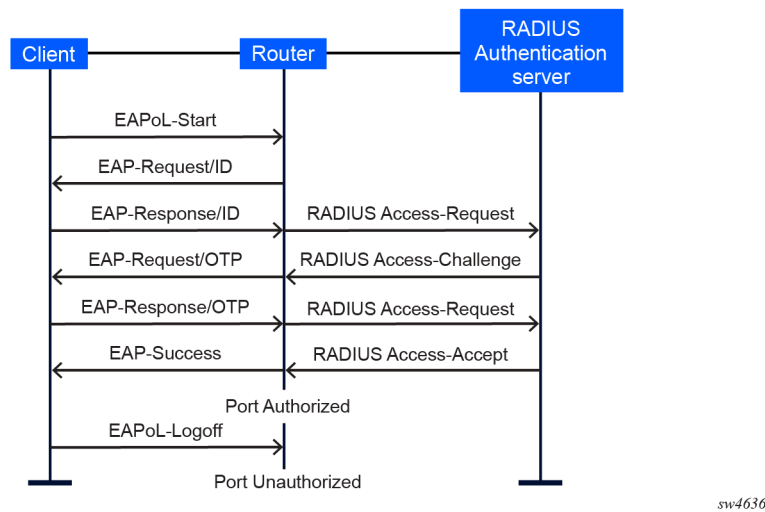 Client
Router
RADIUS
Authentication
server
EAPoL-Start
EAP-Request/ID
EAP-Response/ID
RADIUS Access-Request
EAP-Request/OTP
RADIUS Access-Challenge
EAP-Response/OTP
RADIUS Access-Request
EAP-Success
RADIUS Access-Accept
Port Authorized
EAPoL-Logoff
Port Unauthorized
sw4636